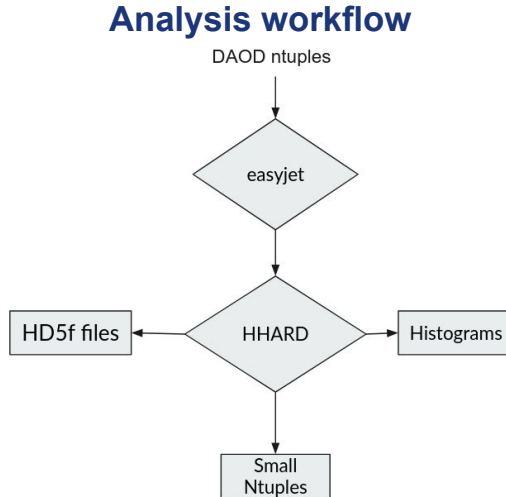 Analysis workflow
DAOD ntuples
easyjet
HD5f files
HHARD
Histograms
Small
Ntuples